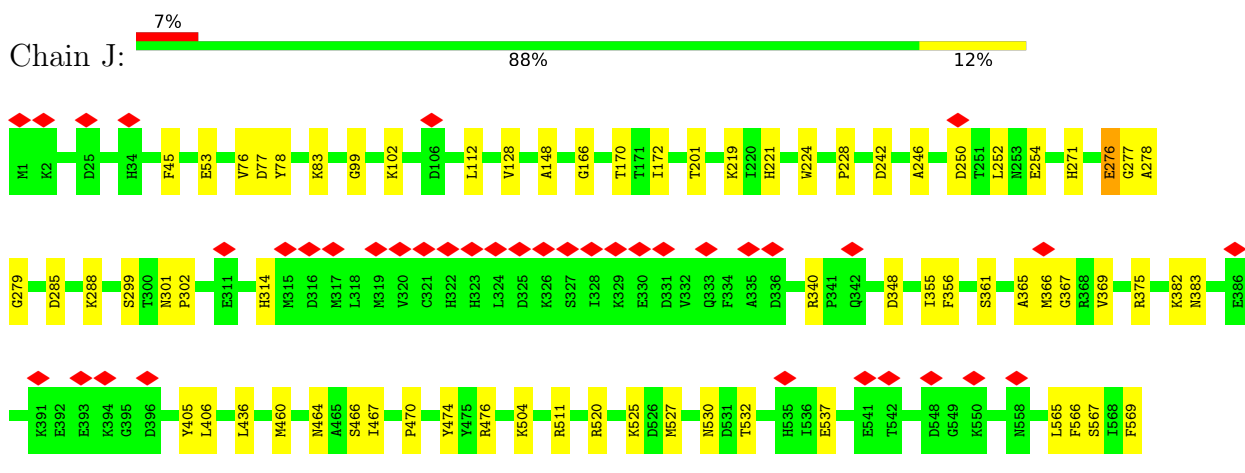 7%
Chain J:
88% 12%
M1 K2 D25 H34 F45 E53 V76 D77 Y78 K83 G99 K102 D106 L112 V128 A148 G166 T170 T171 I172 T201 K219 I220 H221 W224 P228 D242 A246 D250 T251 L252 N253 E254 H271 E276 G277 A278
G279 D285 K288 S299 T300 N301 P302 E311 H314 M315 D316 M317 L318 M319 V320 C321 H322 H323 L324 D325 K326 S327 I328 K329 E330 D331 V332 Q333 F334 A335 D336 R340 P341 Q342 D348 I355 F356 S361 A365 M366 G367 R368 V369 R375 K382 N383 E386
K391 E392 E393 K394 G395 D396 Y405 L406 L436 M460 N464 A465 S466 I467 P470 Y474 Y475 R476 K504 R511 R520 K525 D526 M527 N530 D531 T532 H535 I536 E537 E541 T542 D548 G549 K550 N558 L565 F566 S567 I568 F569